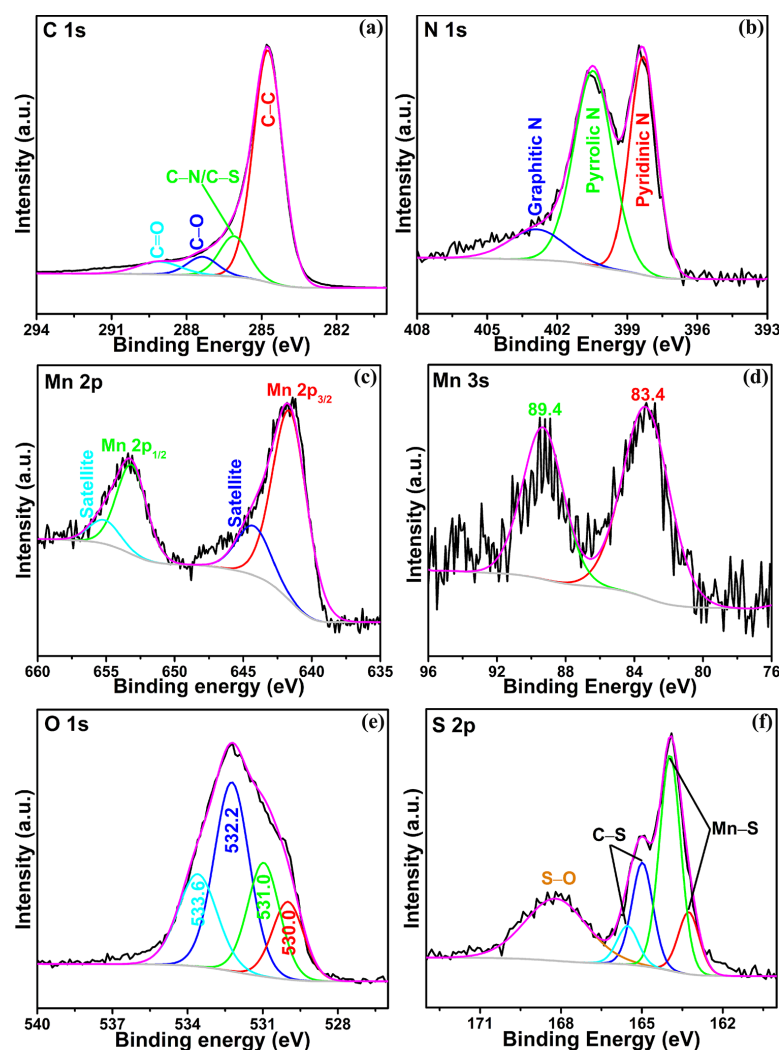 C 1s
(a)
C=O
C–O
C–N/C–S
C–C
Intensity (a.u.)
294 291 288 285 282
Binding Energy (eV)
N 1s
(b)
Graphitic N
Pyrrolic N
Pyridinic N
Intensity (a.u.)
408 405 402 399 396 393
Binding Energy (eV)
Mn 2p
(c)
Satellite
Mn 2p1/2
Satellite
Mn 2p3/2
Intensity (a.u.)
660 655 650 645 640 635
Binding energy (eV)
Mn 3s
(d)
89.4
83.4
Intensity (a.u.)
96 92 88 84 80 76
Binding Energy (eV)
O 1s
(e)
533.6
532.2
531.0
530.0
Intensity (a.u.)
540 537 534 531 528
Binding Energy (eV)
S 2p
(f)
S–O
C–S
Mn–S
Intensity (a.u.)
171 168 165 162
Binding energy (eV)